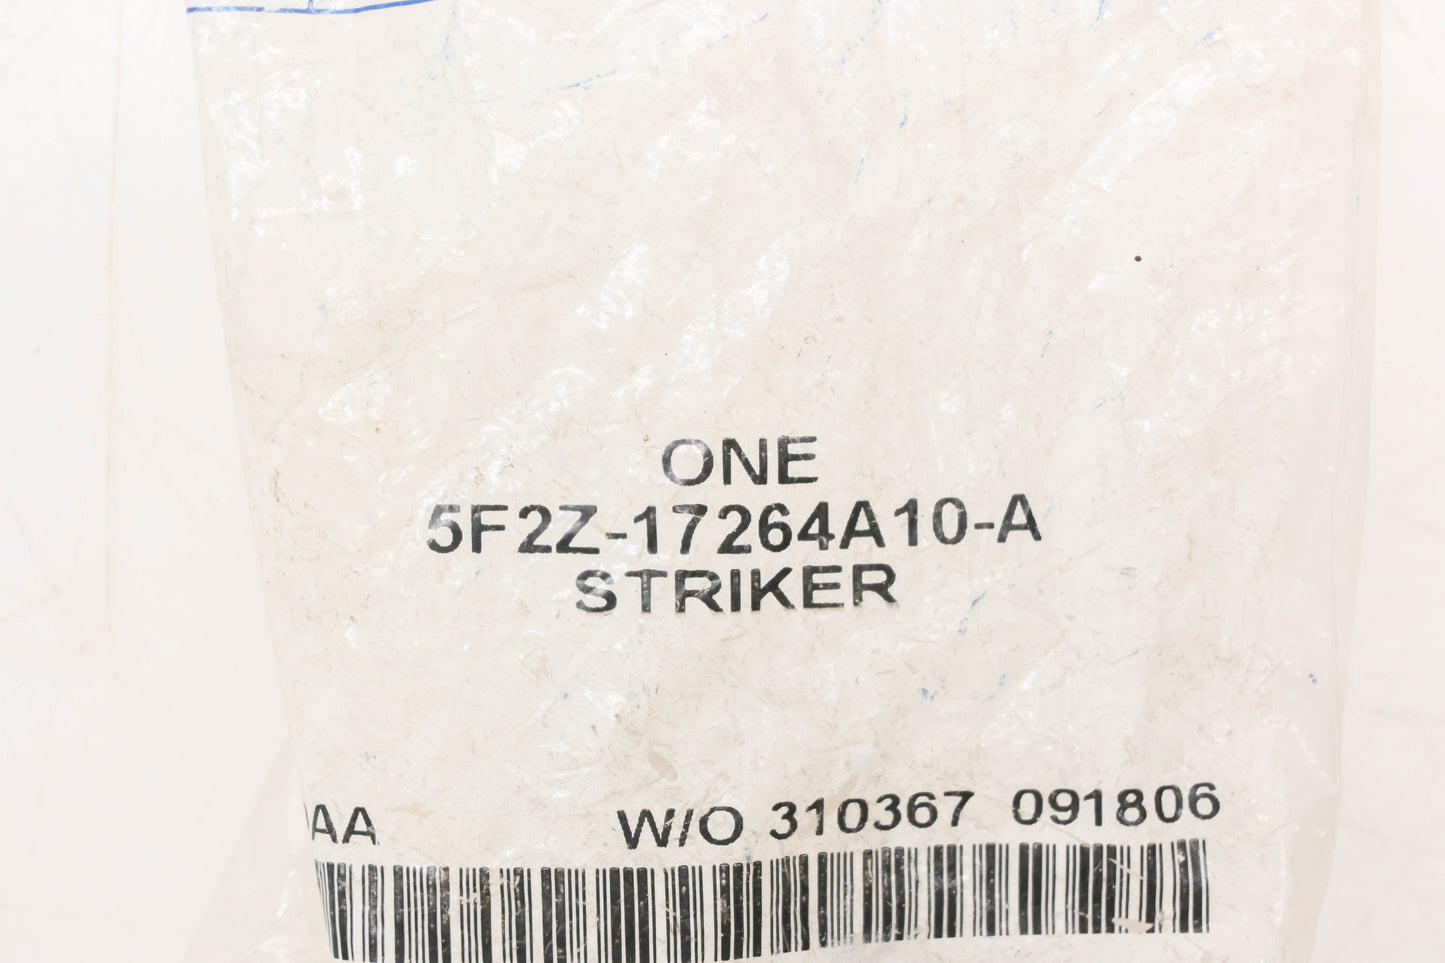 ONE
5F2Z-17264A10-A
STRIKER
AA W/O 310367 091806